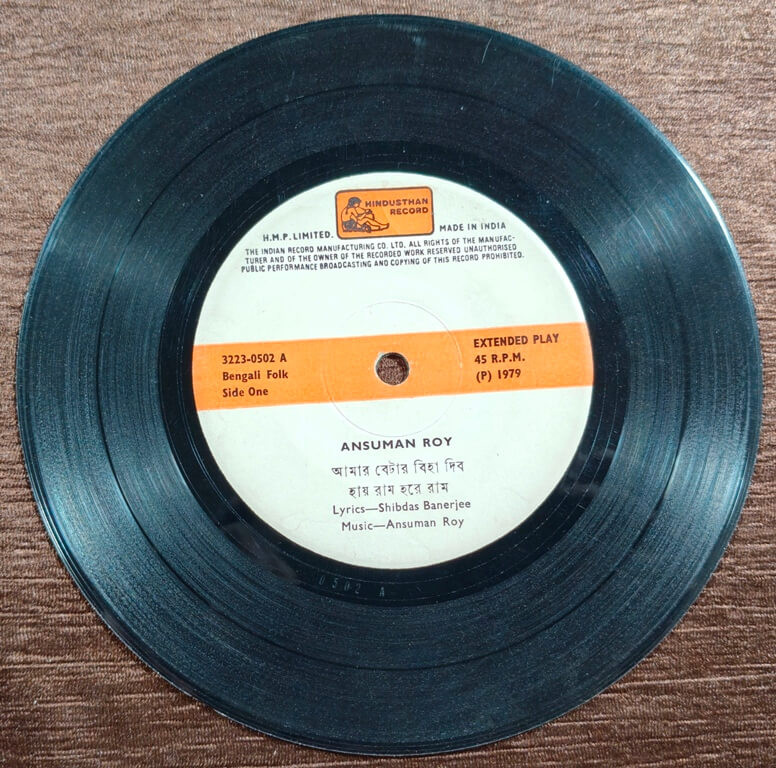 HINDUSTHAN
RECORD
H.M.P. LIMITED.
MADE IN INDIA
THE INDIAN RECORD MANUFACTURING CO. LTD. ALL RIGHTS OF THE MANUFAC-
TURER AND OF THE OWNER OF THE RECORDED WORK RESERVED UNAUTHORISED
PUBLIC PERFORMANCE BROADCASTING AND COPYING OF THIS RECORD PROHIBITED.
3223-0502 A
Bengali Folk
Side One
EXTENDED PLAY
45 R.P.M.
(P) 1979
ANSUMAN ROY
আমার বেটার বিহা দিব
হায় রাম হরে রাম
Lyrics—Shibdas Banerjee
Music—Ansuman Roy
0502 A